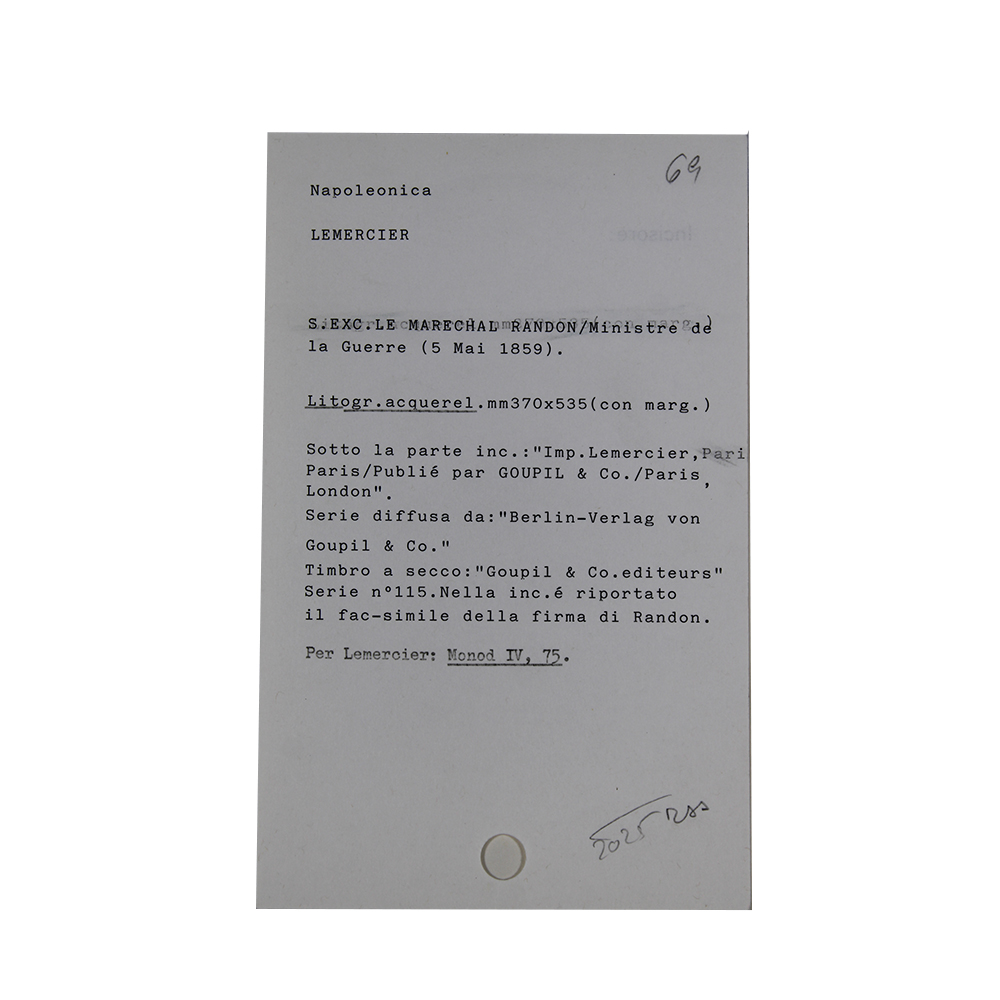 69
Napoleonica
LEMERCIER
S.EXC.LE MARECHAL RANDON/Ministre de
la Guerre (5 Mai 1859).
Litogr.acquerel.mm370x535(con marg.)
Sotto la parte inc.:"Imp.Lemercier,Pari
Paris/Publié par GOUPIL & Co./Paris,
London".
Serie diffusa da:"Berlin-Verlag von
Goupil & Co."
Timbro a secco:"Goupil & Co.editeurs"
Serie n°115.Nella inc.é riportato
il fac-simile della firma di Randon.
Per Lemercier: Monod IV, 75.
2025